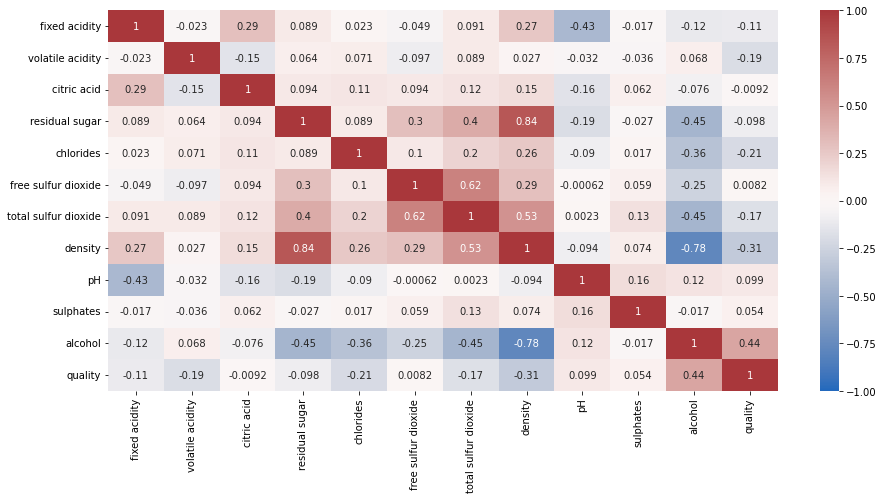 fixed acidity 1 -0.023 0.29 0.089 0.023 -0.049 0.091 0.27 -0.43 -0.017 -0.12 -0.11
volatile acidity -0.023 1 -0.15 0.064 0.071 -0.097 0.089 0.027 -0.032 -0.036 0.068 -0.19
citric acid 0.29 -0.15 1 0.094 0.11 0.094 0.12 0.15 -0.16 0.062 -0.076 -0.0092
residual sugar 0.089 0.064 0.094 1 0.089 0.3 0.4 0.84 -0.19 -0.027 -0.45 -0.098
chlorides 0.023 0.071 0.11 0.089 1 0.1 0.2 0.26 -0.09 0.017 -0.36 -0.21
free sulfur dioxide -0.049 -0.097 0.094 0.3 0.1 1 0.62 0.29 -0.00062 0.059 -0.25 0.0082
total sulfur dioxide 0.091 0.089 0.12 0.4 0.2 0.62 1 0.53 0.0023 0.13 -0.45 -0.17
density 0.27 0.027 0.15 0.84 0.26 0.29 0.53 1 -0.094 0.074 -0.78 -0.31
pH -0.43 -0.032 -0.16 -0.19 -0.09 -0.00062 0.0023 -0.094 1 0.16 0.12 0.099
sulphates -0.017 -0.036 0.062 -0.027 0.017 0.059 0.13 0.074 0.16 1 -0.017 0.054
alcohol -0.12 0.068 -0.076 -0.45 -0.36 -0.25 -0.45 -0.78 0.12 -0.017 1 0.44
quality -0.11 -0.19 -0.0092 -0.098 -0.21 0.0082 -0.17 -0.31 0.099 0.054 0.44 1
fixed acidity
volatile acidity
citric acid
residual sugar
chlorides
free sulfur dioxide
total sulfur dioxide
density
pH
sulphates
alcohol
quality
1.00
0.75
0.50
0.25
0.00
−0.25
−0.50
−0.75
−1.00